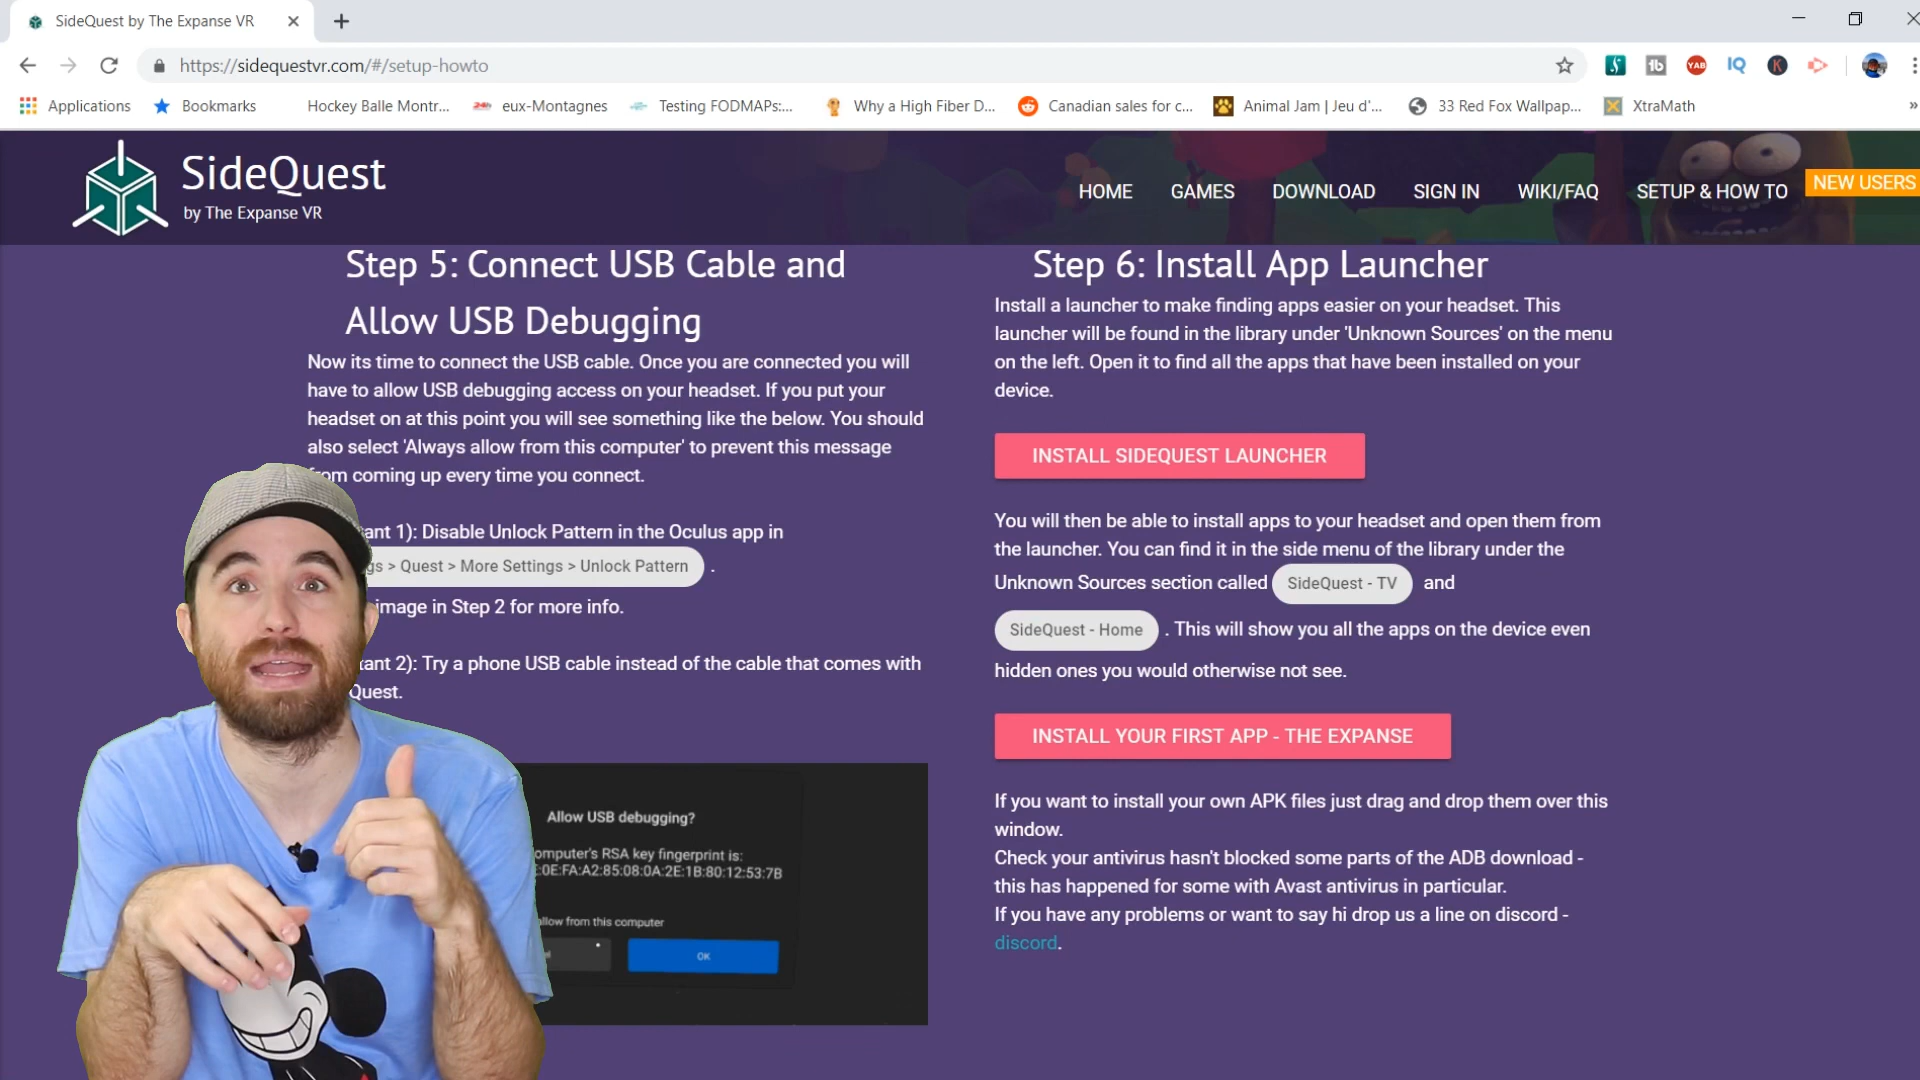 SideQuest by The Expanse VR
https://sidequestvr.com/#/setup-howto
Applications
Bookmarks
Hockey Balle Montr...
eux-Montagnes
Testing FODMAPs:...
Why a High Fiber D...
Canadian sales for c...
Animal Jam | Jeu d'...
33 Red Fox Wallpap...
XtraMath
SideQuest
by The Expanse VR
HOME
GAMES
DOWNLOAD
SIGN IN
WIKI/FAQ
SETUP & HOW TO
NEW USERS
Step 5: Connect USB Cable and
Allow USB Debugging
Now its time to connect the USB cable. Once you are connected you will
have to allow USB debugging access on your headset. If you put your
headset on at this point you will see something like the below. You should
also select 'Always allow from this computer' to prevent this message
coming up every time you connect.
1): Disable Unlock Pattern in the Oculus app in
> Quest > More Settings > Unlock Pattern .
image in Step 2 for more info.
2): Try a phone USB cable instead of the cable that comes with
Quest.
Allow USB debugging?
RSA key fingerprint is:
:0E:FA:A2:85:08:0A:2E:1B:80:12:53:7B
from this computer
OK
Step 6: Install App Launcher
Install a launcher to make finding apps easier on your headset. This
launcher will be found in the library under 'Unknown Sources' on the menu
on the left. Open it to find all the apps that have been installed on your
device.
INSTALL SIDEQUEST LAUNCHER
You will then be able to install apps to your headset and open them from
the launcher. You can find it in the side menu of the library under the
Unknown Sources section called SideQuest - TV and
SideQuest - Home . This will show you all the apps on the device even
hidden ones you would otherwise not see.
INSTALL YOUR FIRST APP - THE EXPANSE
If you want to install your own APK files just drag and drop them over this
window.
Check your antivirus hasn't blocked some parts of the ADB download -
this has happened for some with Avast antivirus in particular.
If you have any problems or want to say hi drop us a line on discord -
discord.